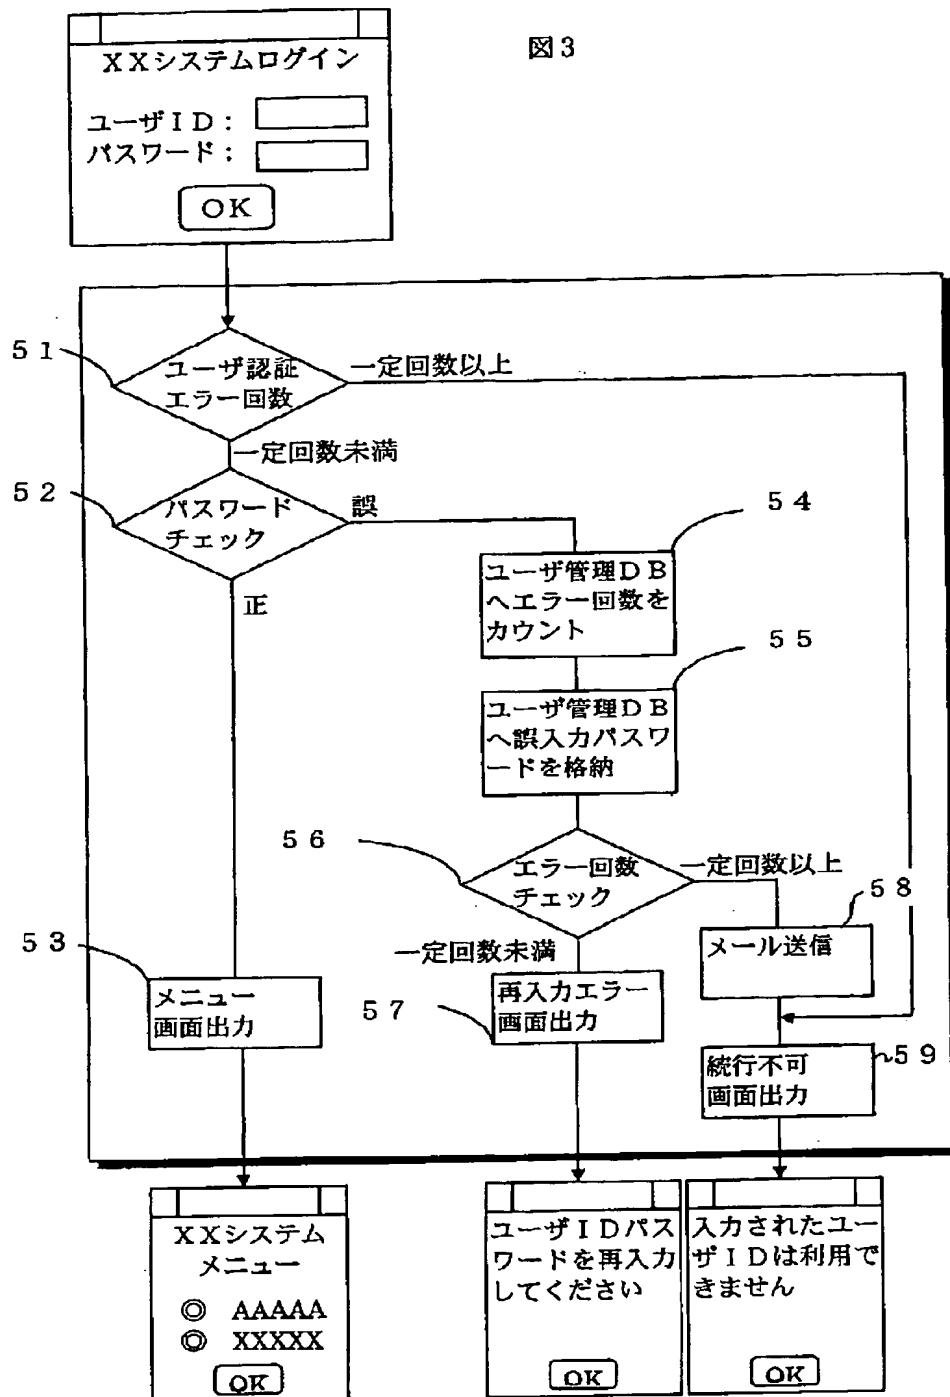 図3
XXシステムログイン
ユーザID：
パスワード：
OK
51
ユーザ認証
エラー回数
一定回数以上
一定回数未満
52
パスワード
チェック
誤
正
54
ユーザ管理DB
へエラー回数を
カウント
55
ユーザ管理DB
へ誤入力パスワ
ードを格納
56
エラー回数
チェック
一定回数以上
58
メール送信
一定回数未満
53
メニュー
画面出力
57
再入力エラー
画面出力
59
続行不可
画面出力
XXシステム
メニュー
◎ AAAAA
◎ XXXXX
OK
ユーザIDパス
ワードを再入力
してください
OK
入力されたユー
ザIDは利用で
きません
OK